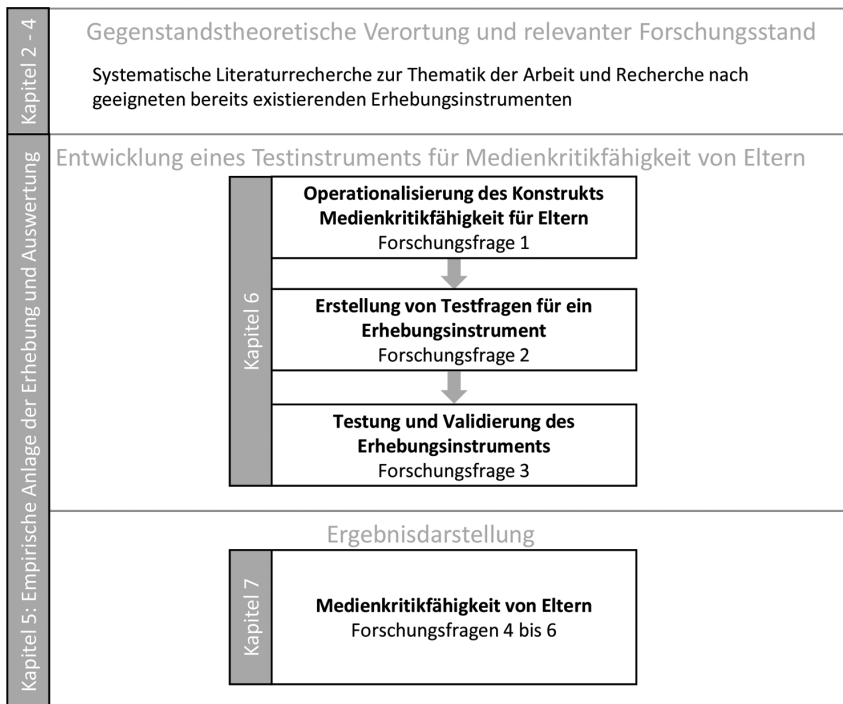 Kapitel 2 - 4
Gegenstandstheoretische Verortung und relevanter Forschungsstand
Systematische Literaturrecherche zur Thematik der Arbeit und Recherche nach
geeigneten bereits existierenden Erhebungsinstrumenten
Kapitel 5: Empirische Anlage der Erhebung und Auswertung
Entwicklung eines Testinstruments für Medienkritikfähigkeit von Eltern
Kapitel 6
Operationalisierung des Konstrukts
Medienkritikfähigkeit für Eltern
Forschungsfrage 1
Erstellung von Testfragen für ein
Erhebungsinstrument
Forschungsfrage 2
Testung und Validierung des
Erhebungsinstruments
Forschungsfrage 3
Ergebnisdarstellung
Kapitel 7
Medienkritikfähigkeit von Eltern
Forschungsfragen 4 bis 6